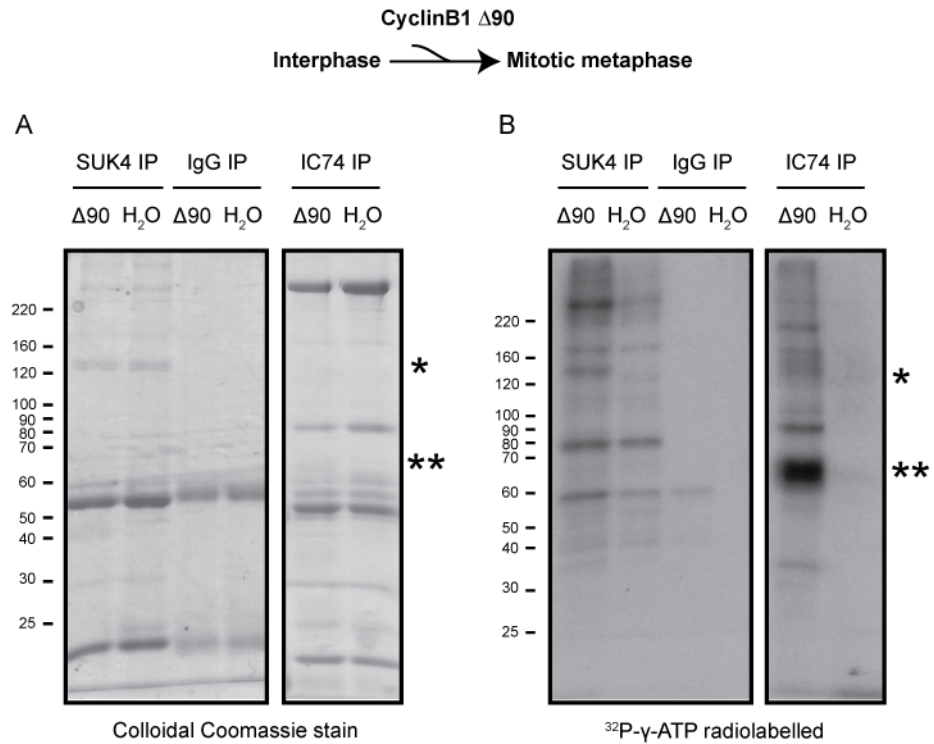 CyclinB1 Δ90
Interphase Mitotic metaphase
A
SUK4 IP IgG IP IC74 IP
Δ90 H₂O Δ90 H₂O Δ90 H₂O
220
160
120
100
90
80
70
60
50
40
30
25
*
**
Colloidal Coomassie stain
B
SUK4 IP IgG IP IC74 IP
Δ90 H₂O Δ90 H₂O Δ90 H₂O
220
160
120
100
90
80
70
60
50
40
30
25
*
**
³²P-γ-ATP radiolabelled